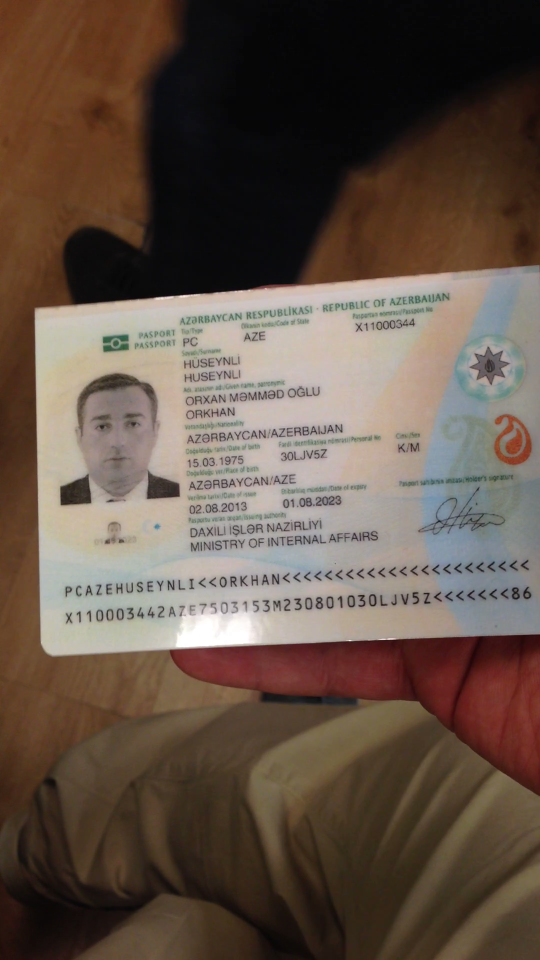 AZƏRBAYCAN RESPUBLİKASI - REPUBLIC OF AZERBAIJAN
PASPORT
PASSPORT
Tip/Type
Ölkənin kodu/Code of State
Pasportun nömrəsi/Passport No
PC
AZE
X11000344
Soyadı/Surname
HÜSEYNLİ
HUSEYNLI
Adı, atasının adı/Given name, patronymic
ORXAN MƏMMƏD OĞLU
ORKHAN
Vətəndaşlığı/Nationality
AZƏRBAYCAN/AZERBAIJAN
Doğulduğu tarix/Date of birth
Fərdi identifikasiya nömrəsi/Personal No
Cinsi/Sex
15.03.1975
30LJV5Z
K/M
Doğulduğu yer/Place of birth
AZƏRBAYCAN/AZE
Verilmə tarixi/Date of issue
Etibarlılıq müddəti/Date of expiry
Pasport sahibinin imzası/Holder's signature
02.08.2013
01.08.2023
Pasportu verən orqan/Issuing authority
DAXİLİ İŞLƏR NAZİRLİYİ
MINISTRY OF INTERNAL AFFAIRS
PCAZEHUSEYNLI<<ORKHAN<<<<<<<<<<<<<<<<<<<<<<<
X110003442AZE7503153M230801030LJV5Z<<<<<<<86